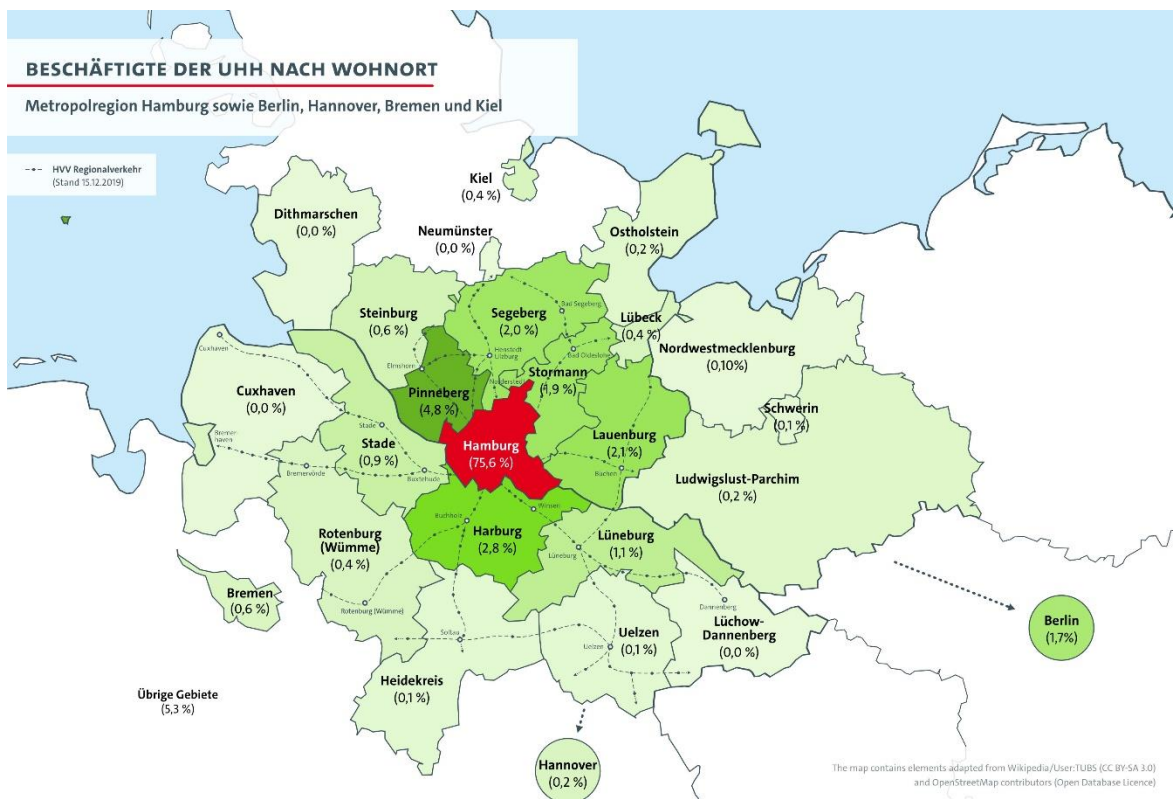 BESCHÄFTIGTE DER UHH NACH WOHNORT
Metropolregion Hamburg sowie Berlin, Hannover, Bremen und Kiel
HVV Regionalverkehr
(Stand 15.12.2019)
Kiel
(0,4 %)
Dithmarschen
(0,0 %)
Neumünster
(0,0 %)
Ostholstein
(0,2 %)
Steinburg
(0,6 %)
Segeberg
(2,0 %)
Bad Segeberg
Lübeck
(0,4 %)
Cuxhaven
Henstedt
Ulzburg
Bad Oldesloe
Nordwestmecklenburg
(0,10%)
Elmshorn
Norderstedt
Stormann
(1,9 %)
Cuxhaven
(0,0 %)
Pinneberg
(4,8 %)
Schwerin
(0,1 %)
Bremer-
haven
Stade
Stade
(0,9 %)
Hamburg
(75,6 %)
Lauenburg
(2,1 %)
Büchen
Bremervörde
Buxtehude
Ludwigslust-Parchim
(0,2 %)
Buchholz
Winsen
Harburg
(2,8 %)
Rotenburg
(Wümme)
(0,4 %)
Lüneburg
(1,1 %)
Lüneburg
Bremen
(0,6 %)
Rotenburg (Wümme)
Dannenberg
Lüchow-
Dannenberg
(0,0 %)
Berlin
(1,7%)
Soltau
Uelzen
(0,1 %)
Uelzen
Heidekreis
(0,1 %)
Übrige Gebiete
(5,3 %)
Hannover
(0,2 %)
The map contains elements adapted from Wikipedia/User:TUBS (CC BY-SA 3.0)
and OpenStreetMap contributors (Open Database Licence)